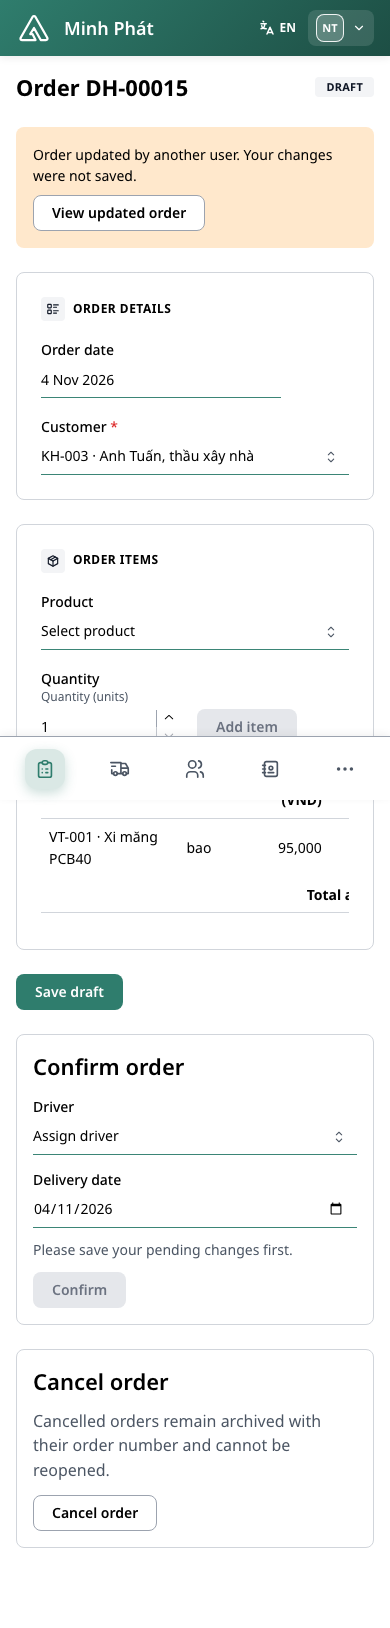 Minh Phát
EN
NT
Order DH-00015
DRAFT
Order updated by another user. Your changes
were not saved.
View updated order
ORDER DETAILS
Order date
4 Nov 2026
Customer *
KH-003 · Anh Tuấn, thầu xây nhà
ORDER ITEMS
Product
Select product
Quantity
Quantity (units)
1
Add item
(VND)
VT-001 · Xi măng
PCB40
bao
95,000
Total
Save draft
Confirm order
Driver
Assign driver
Delivery date
04/11/2026
Please save your pending changes first.
Confirm
Cancel order
Cancelled orders remain archived with
their order number and cannot be
reopened.
Cancel order